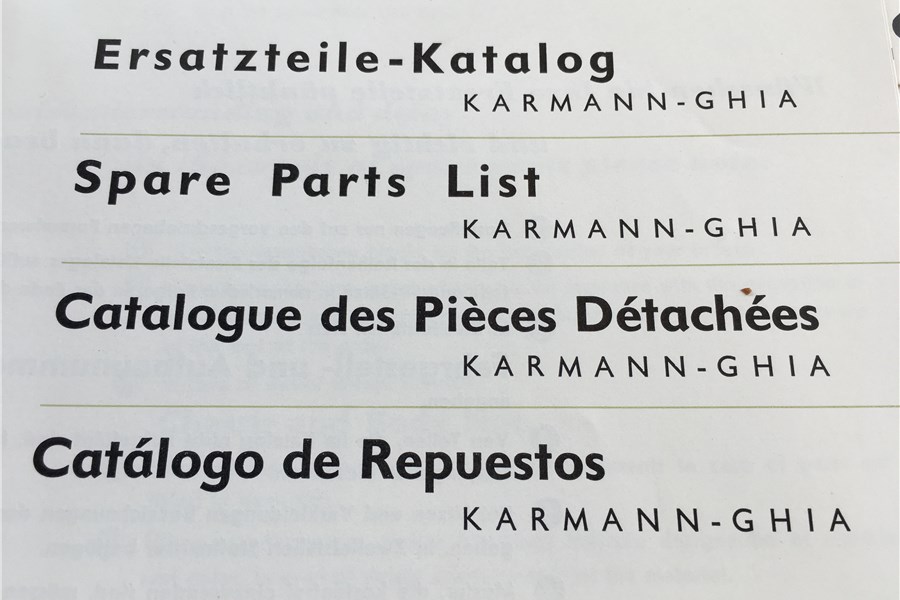 Ersatzteile-Katalog
KARMANN-GHIA
Spare Parts List
KARMANN-GHIA
Catalogue des Pièces Détachées
KARMANN-GHIA
Catálogo de Repuestos
KARMANN-GHIA